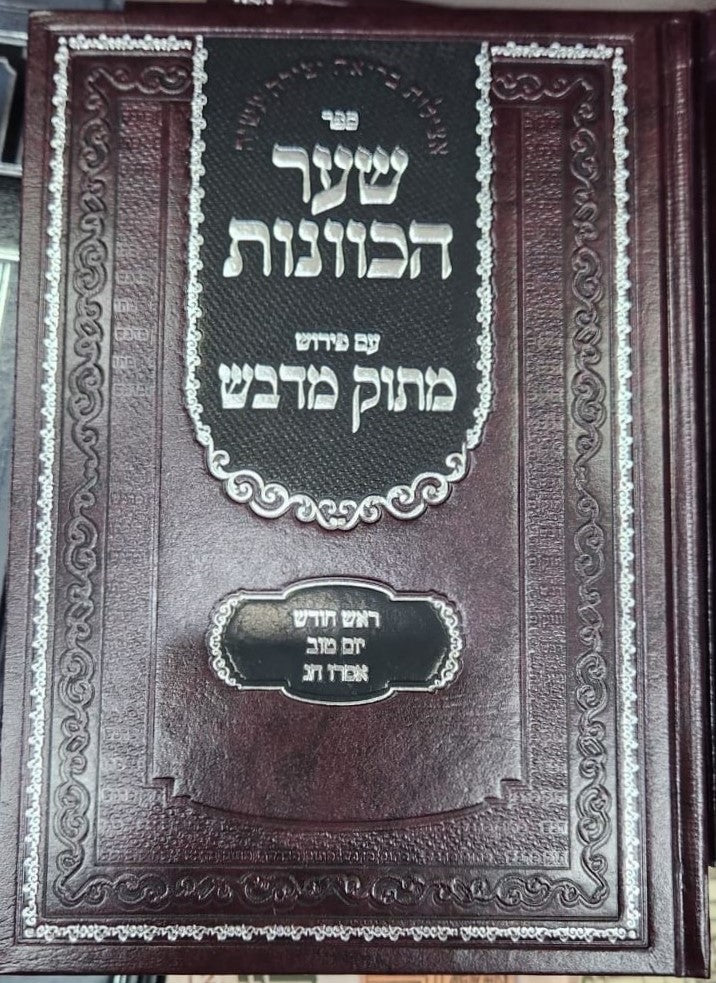 אצילות בריאה יצירה עשיה
ספר
שער
הכוונות
עם פירוש
מתוק מדבש
ראש חודש
יום טוב
אסרו חג